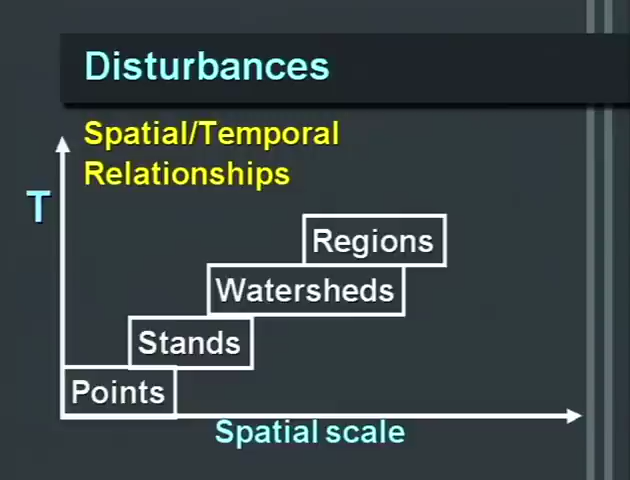 Disturbances
Spatial/Temporal
Relationships
T
Regions
Watersheds
Stands
Points
Spatial scale